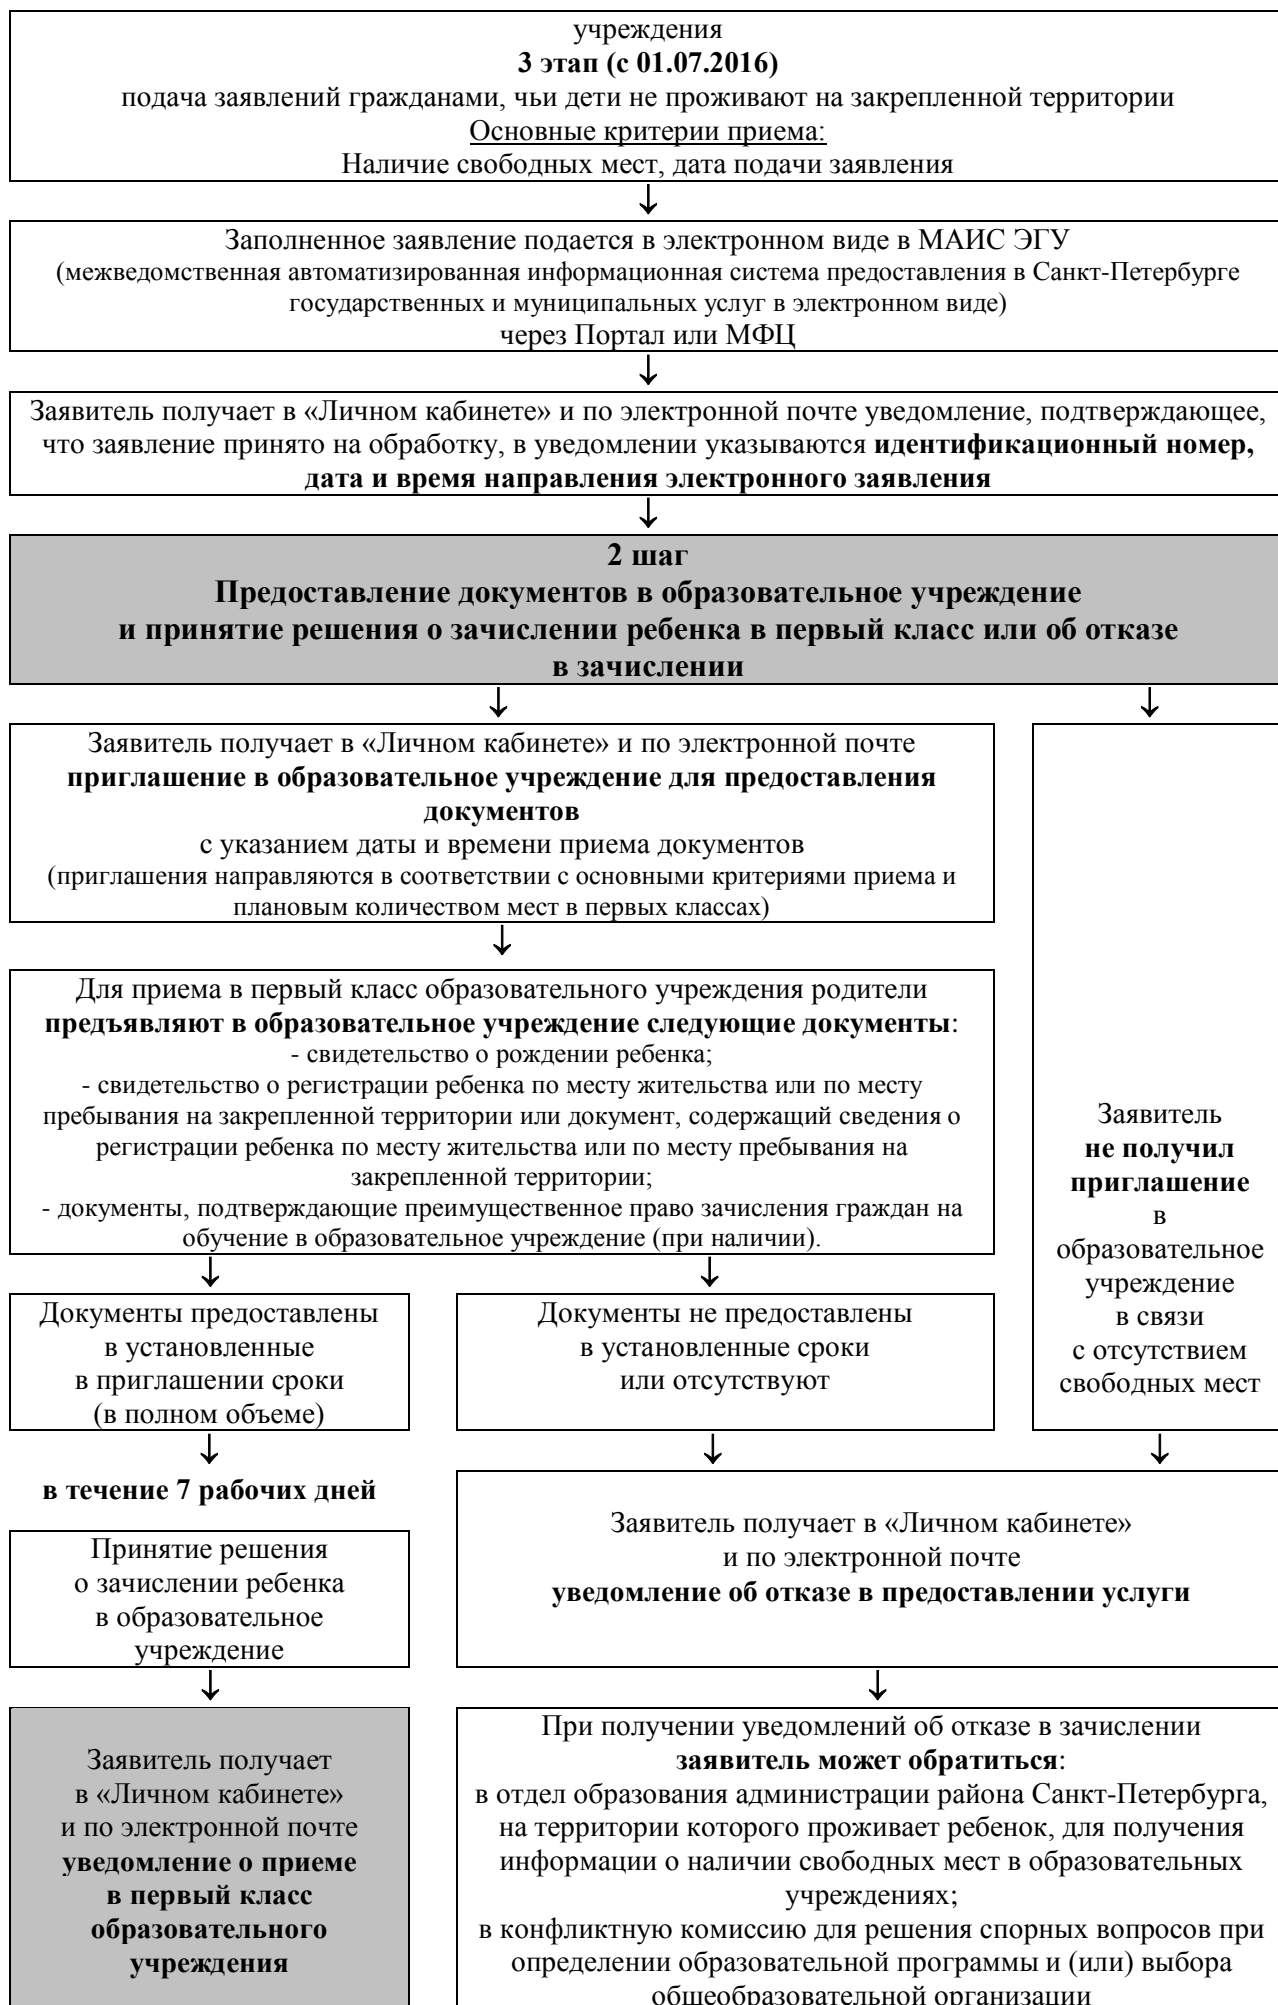 учреждения
3 этап (с 01.07.2016)
подача заявлений гражданами, чьи дети не проживают на закрепленной территории
Основные критерии приема:
Наличие свободных мест, дата подачи заявления
Заполненное заявление подается в электронном виде в МАИС ЭГУ
(межведомственная автоматизированная информационная система предоставления в Санкт-Петербурге
государственных и муниципальных услуг в электронном виде)
через Портал или МФЦ
Заявитель получает в «Личном кабинете» и по электронной почте уведомление, подтверждающее,
что заявление принято на обработку, в уведомлении указываются идентификационный номер,
дата и время направления электронного заявления
2 шаг
Предоставление документов в образовательное учреждение
и принятие решения о зачислении ребенка в первый класс или об отказе
в зачислении
Заявитель получает в «Личном кабинете» и по электронной почте
приглашение в образовательное учреждение для предоставления
документов
с указанием даты и времени приема документов
(приглашения направляются в соответствии с основными критериями приема и
плановым количеством мест в первых классах)
Для приема в первый класс образовательного учреждения родители
предъявляют в образовательное учреждение следующие документы:
- свидетельство о рождении ребенка;
- свидетельство о регистрации ребенка по месту жительства или по месту
пребывания на закрепленной территории или документ, содержащий сведения о
регистрации ребенка по месту жительства или по месту пребывания на
закрепленной территории;
- документы, подтверждающие преимущественное право зачисления граждан на
обучение в образовательное учреждение (при наличии).
Заявитель
не получил
приглашение
в
образовательное
учреждение
в связи
с отсутствием
свободных мест
Документы предоставлены
в установленные
в приглашении сроки
(в полном объеме)
Документы не предоставлены
в установленные сроки
или отсутствуют
в течение 7 рабочих дней
Принятие решения
о зачислении ребенка
в образовательное
учреждение
Заявитель получает в «Личном кабинете»
и по электронной почте
уведомление об отказе в предоставлении услуги
Заявитель получает
в «Личном кабинете»
и по электронной почте
уведомление о приеме
в первый класс
образовательного
учреждения
При получении уведомлений об отказе в зачислении
заявитель может обратиться:
в отдел образования администрации района Санкт-Петербурга,
на территории которого проживает ребенок, для получения
информации о наличии свободных мест в образовательных
учреждениях;
в конфликтную комиссию для решения спорных вопросов при
определении образовательной программы и (или) выбора
общеобразовательной организации